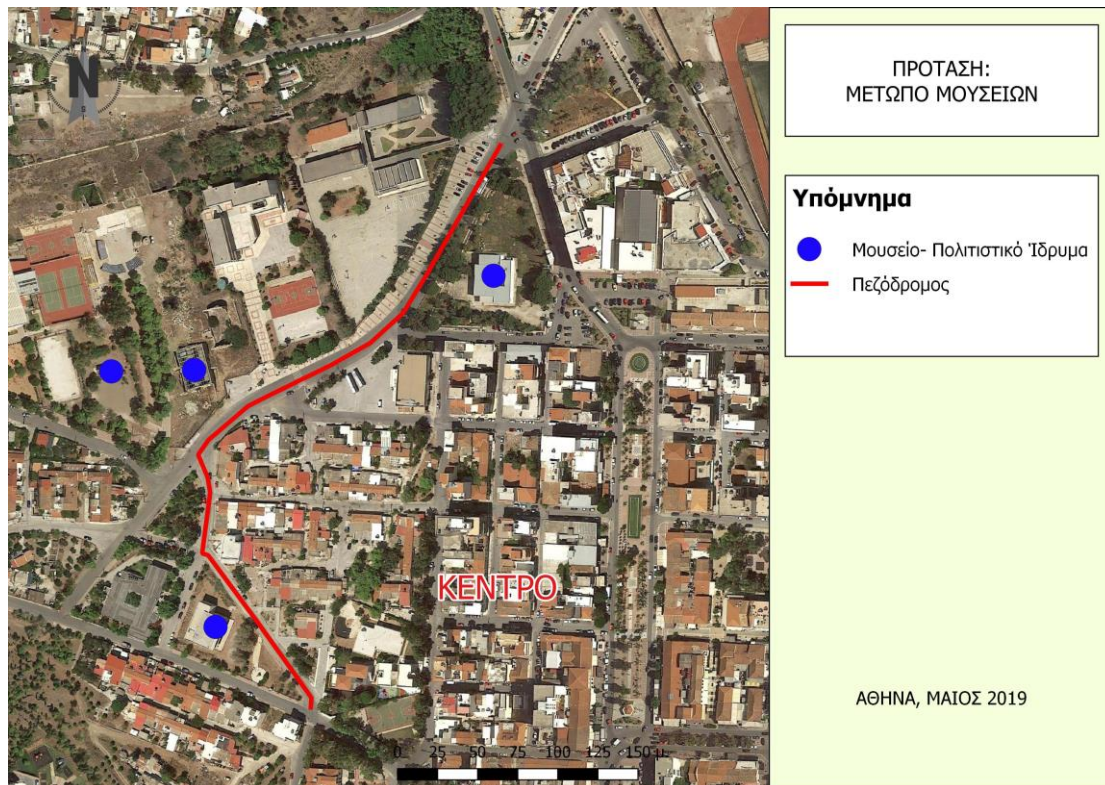 N
S
ΠΡΟΤΑΣΗ:
ΜΕΤΩΠΟ ΜΟΥΣΕΙΩΝ
Υπόμνημα
Μουσείο- Πολιτιστικό Ίδρυμα
Πεζόδρομος
ΚΕΝΤΡΟ
ΑΘΗΝΑ, ΜΑΙΟΣ 2019
0 25 50 75 100 125 150 μ.